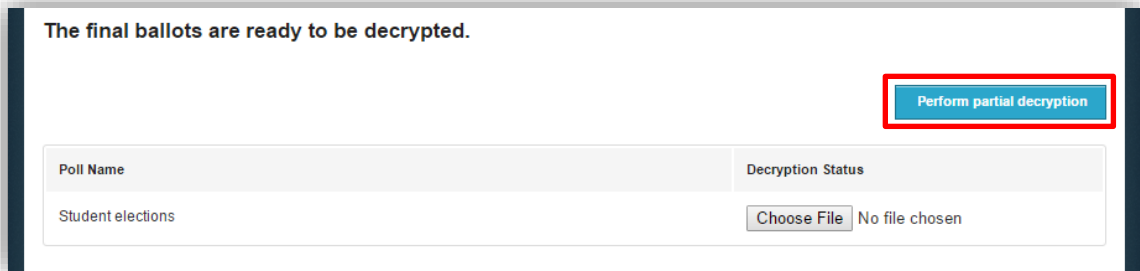 The final ballots are ready to be decrypted.
Perform partial decryption
Poll Name Decryption Status
Student elections Choose File No file chosen